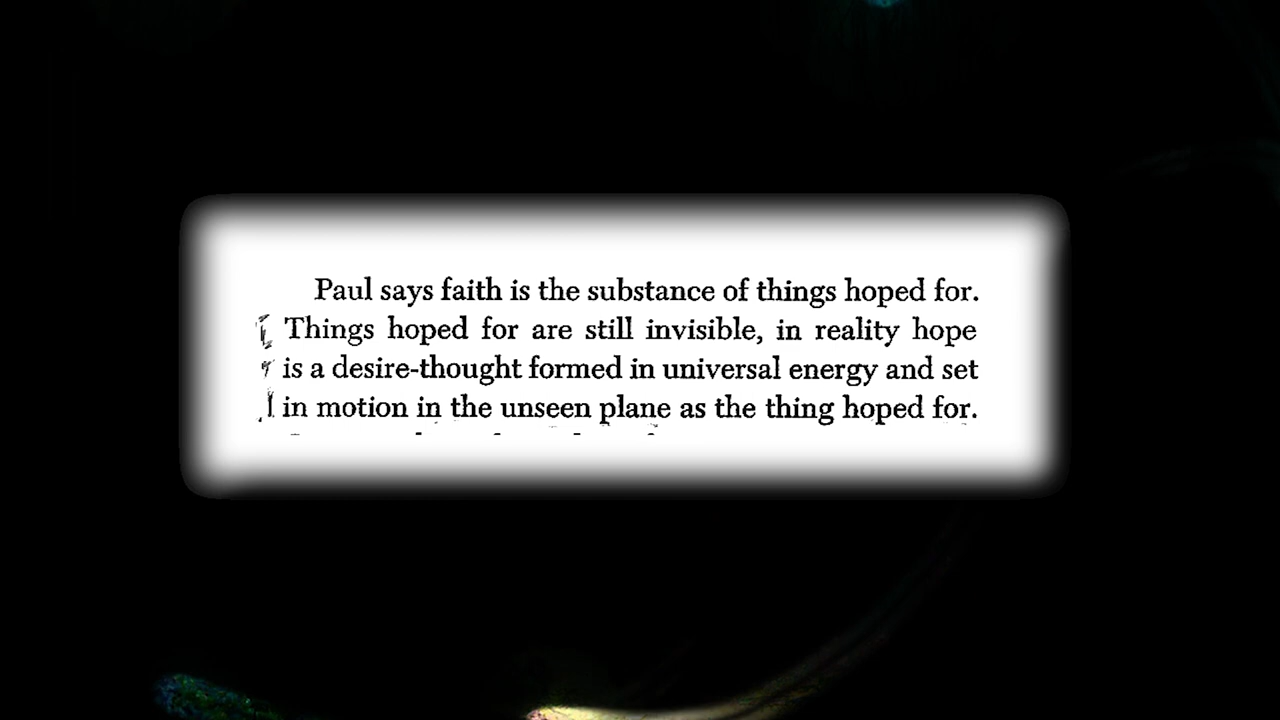 Paul says faith is the substance of things hoped for.
Things hoped for are still invisible, in reality hope
is a desire-thought formed in universal energy and set
in motion in the unseen plane as the thing hoped for.